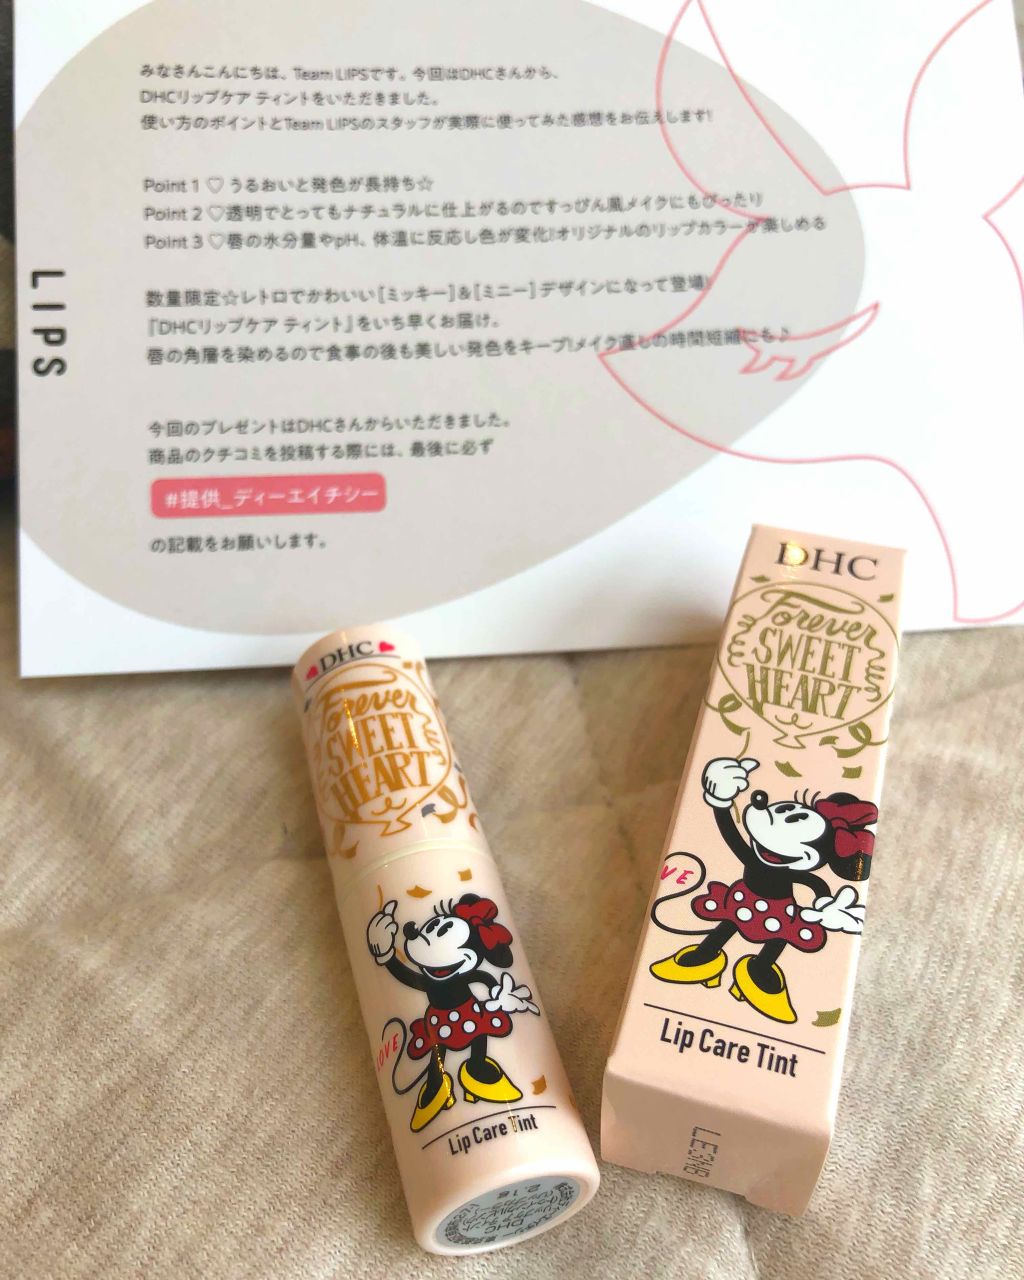 みなさんこんにちは、Team LIPSです。今回はDHCさんから、
DHCリップケア ティントをいただきました。
使い方のポイントとTeam LIPSのスタッフが実際に使ってみた感想をお伝えします!
Point 1 ♡ うるおいと発色が長持ち☆
Point 2 ♡透明でとってもナチュラルに仕上がるのですっぴん風メイクにもぴったり
Point 3 ♡唇の水分量やpH、体温に反応し色が変化!オリジナルのリップカラーが楽しめる
LIPS
数量限定☆レトロでかわいい[ミッキー]&[ミニー]デザインになって登場!
『DHCリップケア ティント』をいち早くお届け。
唇の角層を染めるので食事の後も美しい発色をキープ!メイク直しの時間短縮にも♪
今回のプレゼントはDHCさんからいただきました。
商品のクチコミを投稿する際には、最後に必ず
#提供_ディーエイチシー
の記載をお願いします。
DHC
Forever
SWEET
HEART
LOVE
Lip Care Tint
DHC
2.1g
DHC
Forever
SWEET
HEART
VE
Lip Care Tint